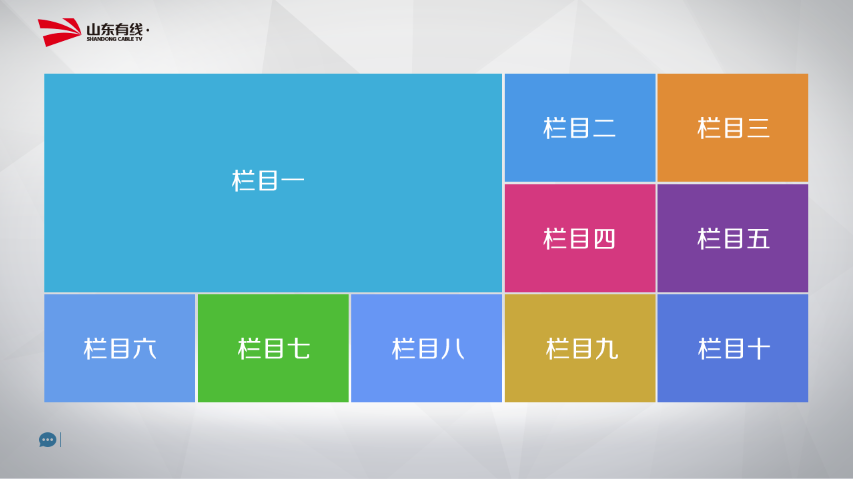 山东有线·
SHANDONG CABLE TV
栏目一
栏目二
栏目三
栏目四
栏目五
栏目六
栏目七
栏目八
栏目九
栏目十